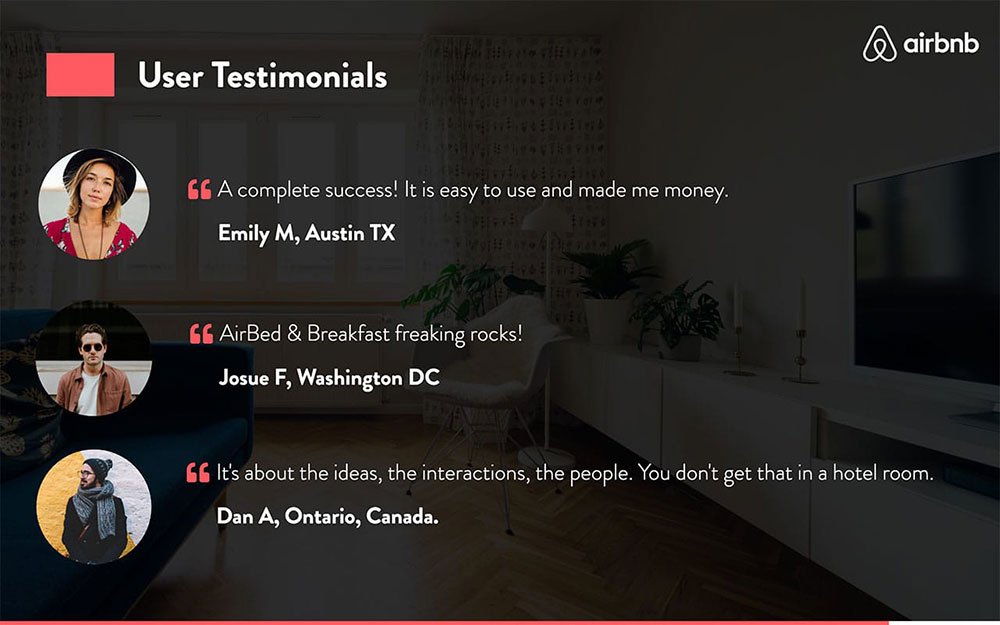 airbnb
User Testimonials
❝ A complete success! It is easy to use and made me money.
Emily M, Austin TX
❝ AirBed & Breakfast freaking rocks!
Josue F, Washington DC
❝ It's about the ideas, the interactions, the people. You don't get that in a hotel room.
Dan A, Ontario, Canada.